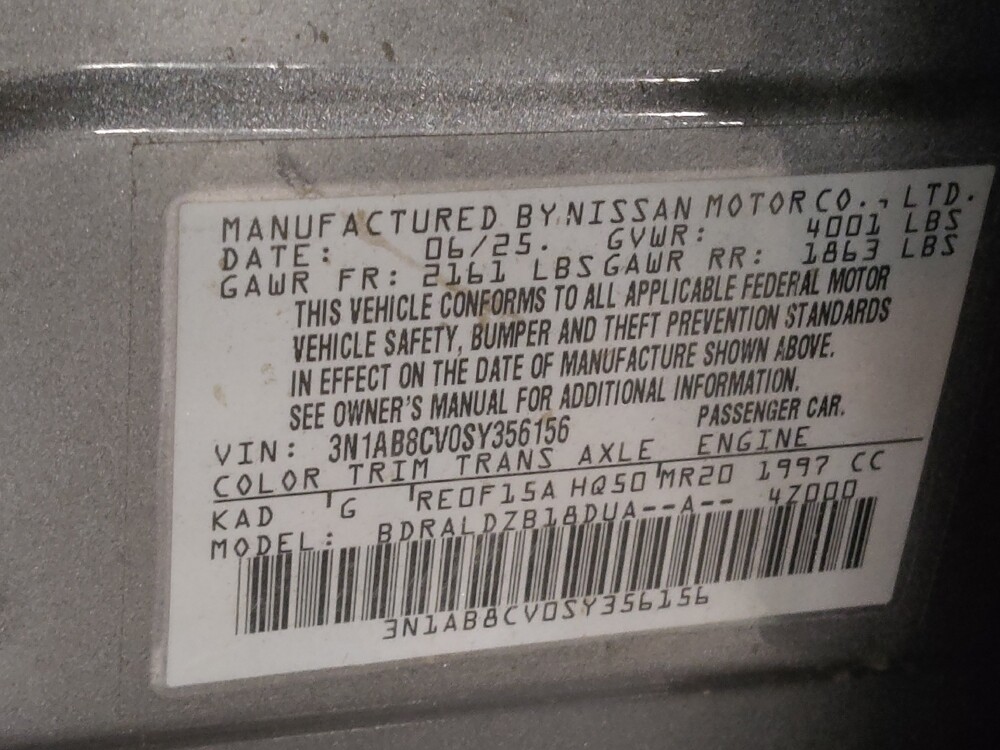 MANUFACTURED BY NISSAN MOTOR CO., LTD.
DATE: 06/25. GVWR: 4001 LBS
GAWR FR: 2161 LBS GAWR RR: 1863 LBS
THIS VEHICLE CONFORMS TO ALL APPLICABLE FEDERAL MOTOR
VEHICLE SAFETY, BUMPER AND THEFT PREVENTION STANDARDS
IN EFFECT ON THE DATE OF MANUFACTURE SHOWN ABOVE.
SEE OWNER'S MANUAL FOR ADDITIONAL INFORMATION.
VIN: 3N1AB8CV0SY356156 PASSENGER CAR.
COLOR TRIM TRANS AXLE ENGINE
KAD G RE0F15A HQ50 MR20 1997 CC
MODEL: BDRALDZB18DUA--A-- 47000
3N1AB8CV0SY356156